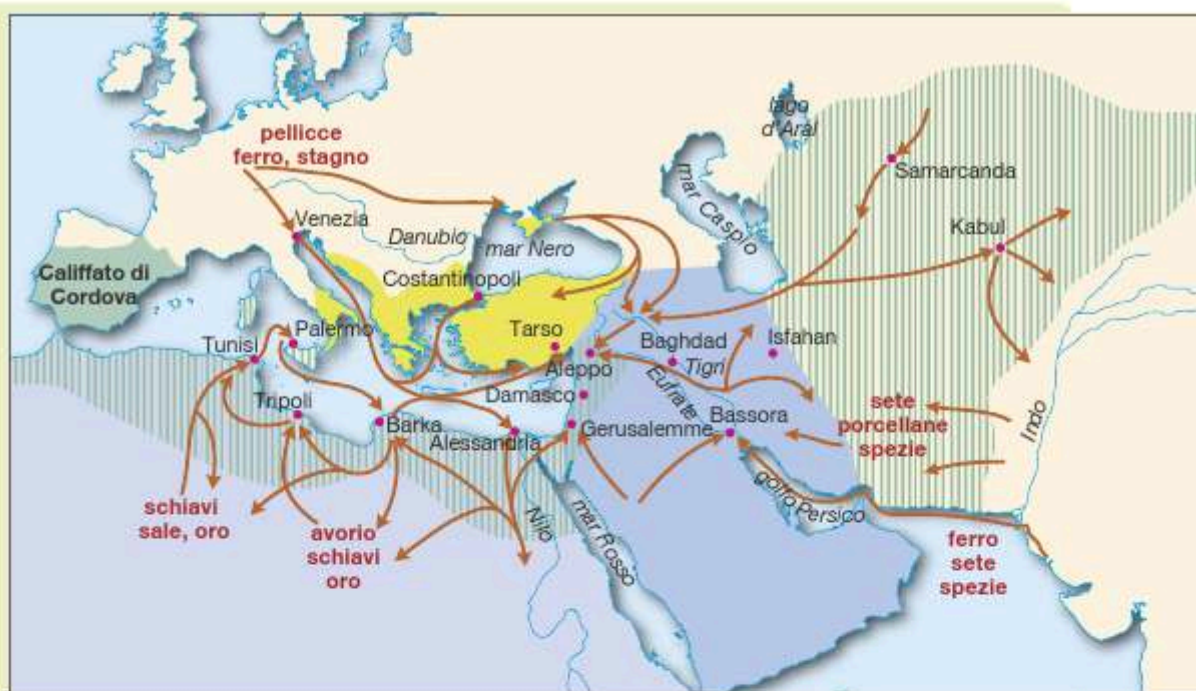 lago
d'Aral
pellicce
ferro, stagno
Samarcanda
mar Caspio
Venezia
Danubio
mar Nero
Kabul
Califfato di
Cordova
Costantinopoli
Palermo
Tunisi
Tarso
Baghdad
Isfahan
Aleppo
Tigri
Damasco
Eufrate
Tripoli
Barka
Alessandria
Gerusalemme
Bassora
sete
porcellane
spezie
Indo
golfo Persico
schiavi
sale, oro
avorio
schiavi
oro
Nilo
mar Rosso
ferro
sete
spezie